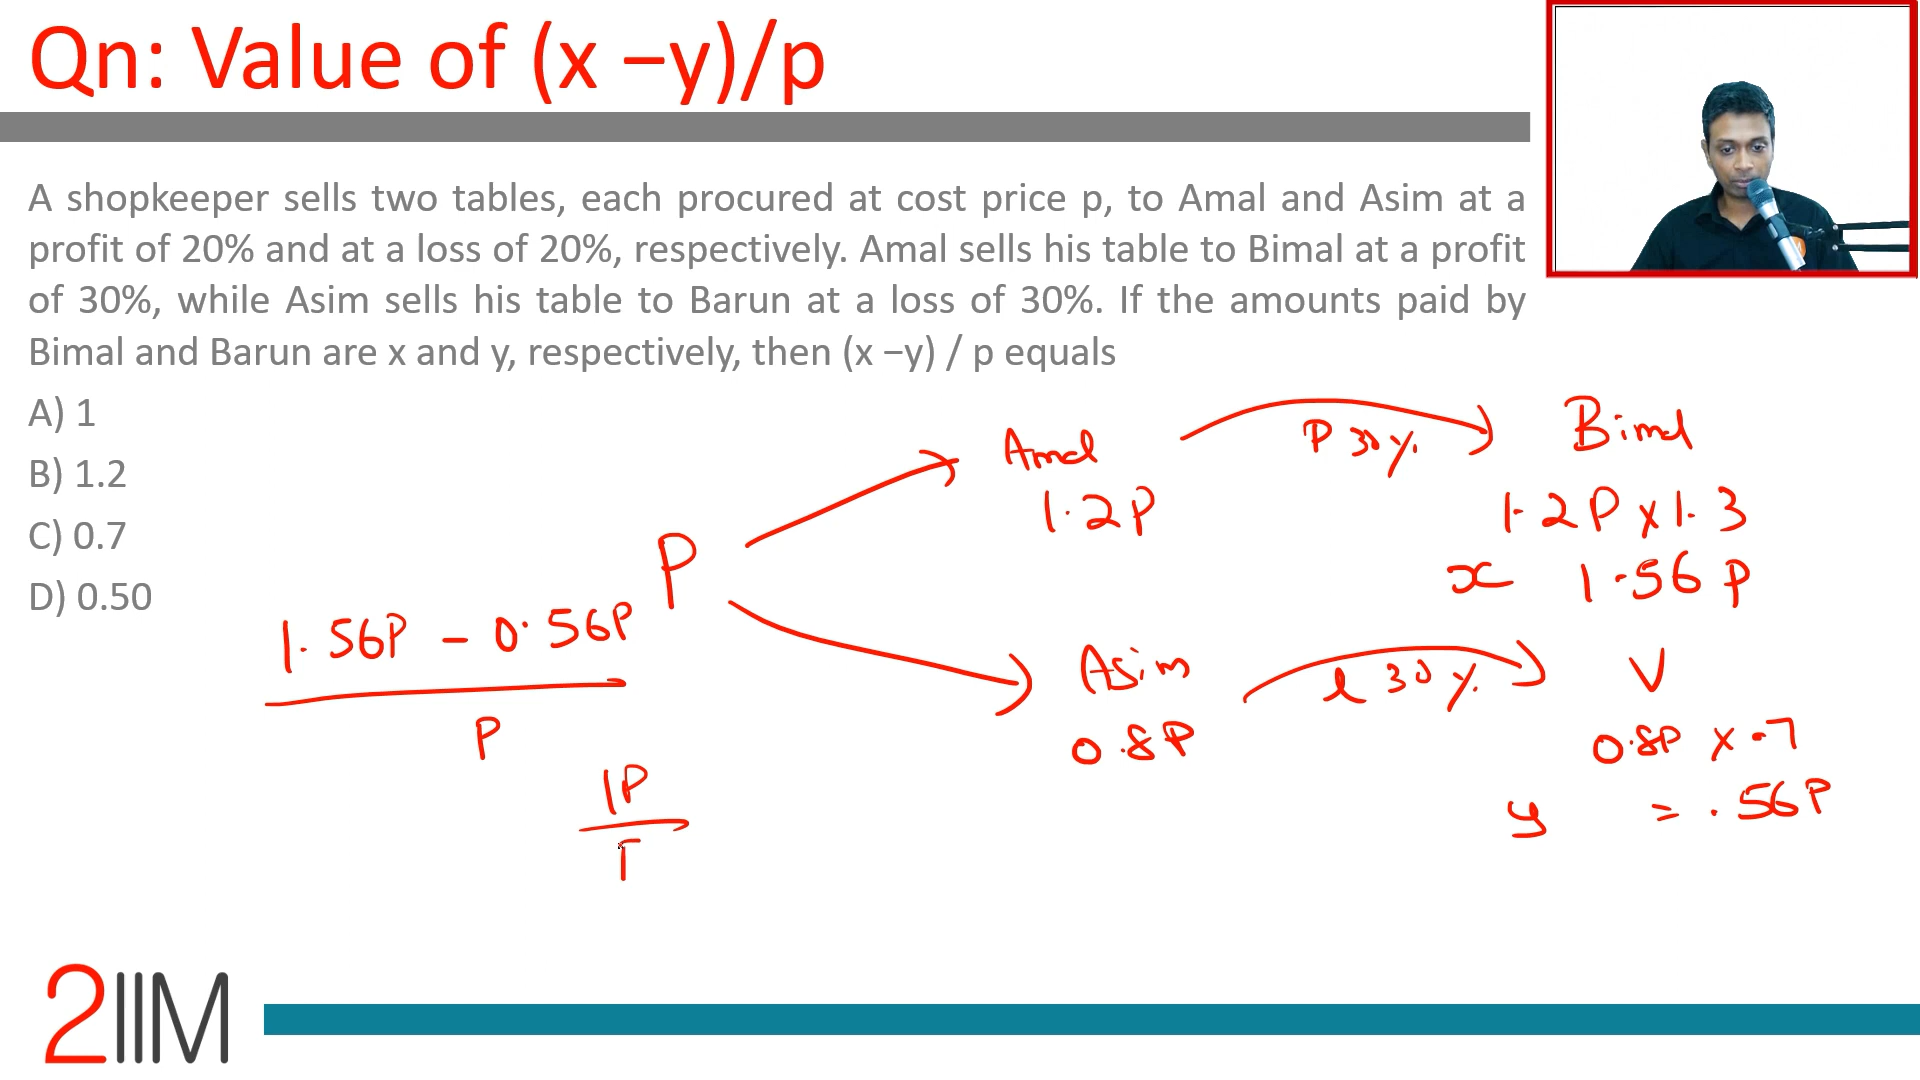 Qn: Value of (x −y)/p
A shopkeeper sells two tables, each procured at cost price p, to Amal and Asim at a
profit of 20% and at a loss of 20%, respectively. Amal sells his table to Bimal at a profit
of 30%, while Asim sells his table to Barun at a loss of 30%. If the amounts paid by
Bimal and Barun are x and y, respectively, then (x −y) / p equals
A) 1
B) 1.2
C) 0.7
D) 0.50
P
Amal
1.2P
P 30%
Bimal
1.2P x 1.3
x 1.56 P
Asim
0.8P
l 30%
0.8P x .7
y = .56P
1.56P − 0.56P
P
1P
2IIM